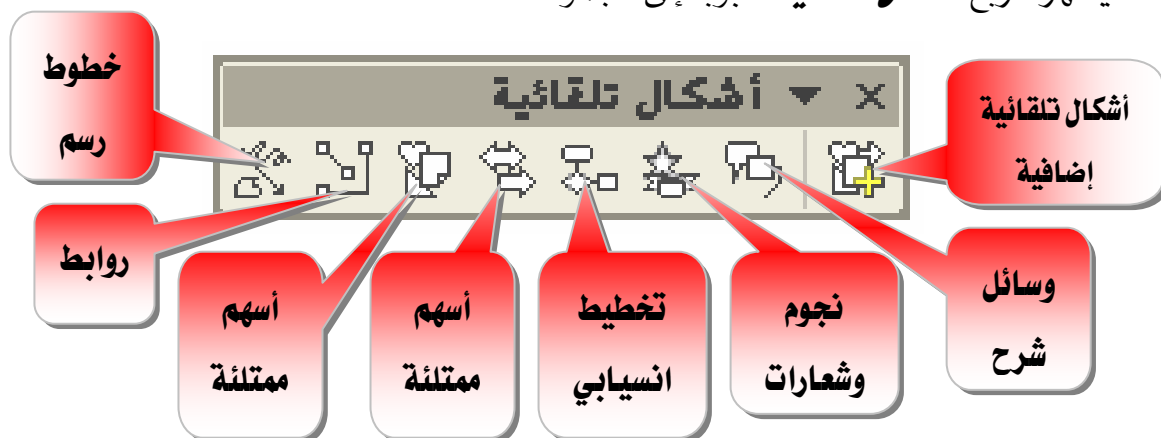 أشكال تلقائية
خطوط
رسم
أشكال تلقائية
إضافية
روابط
أسهم
ممتلئة
أسهم
ممتلئة
تخطيط
انسيابي
نجوم
وشعارات
وسائل
شرح